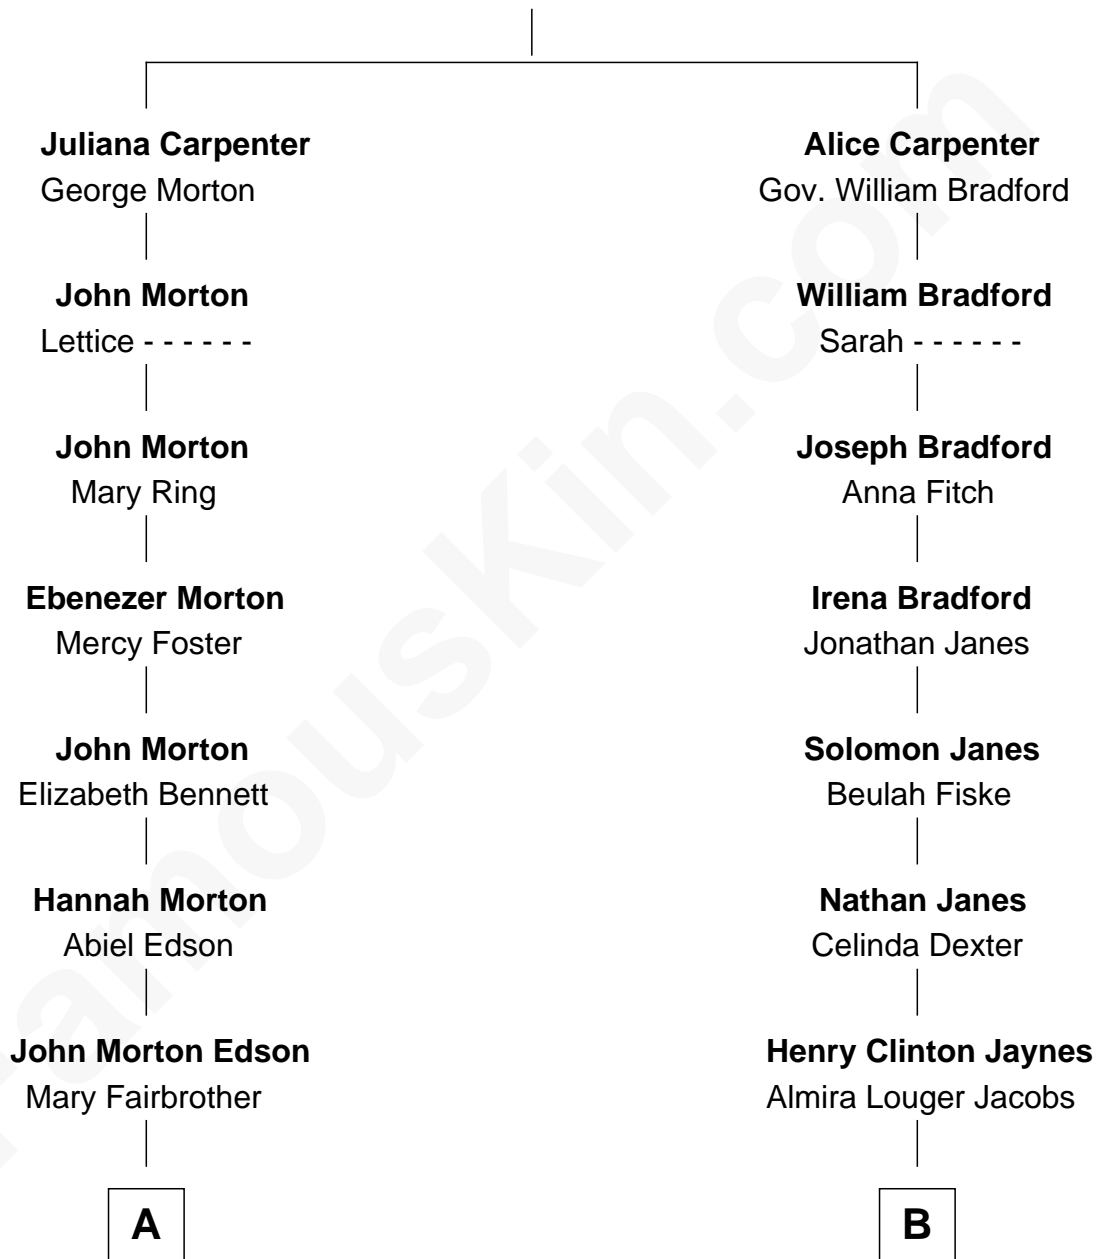 Juliana Carpenter
George Morton
John Morton
Lettice - - - - - -
John Morton
Mary Ring
Ebenezer Morton
Mercy Foster
John Morton
Elizabeth Bennett
Hannah Morton
Abiel Edson
John Morton Edson
Mary Fairbrother
A
Alice Carpenter
Gov. William Bradford
William Bradford
Sarah - - - - - -
Joseph Bradford
Anna Fitch
Irena Bradford
Jonathan Janes
Solomon Janes
Beulah Fiske
Nathan Janes
Celinda Dexter
Henry Clinton Jaynes
Almira Louger Jacobs
B
FamousKin.com